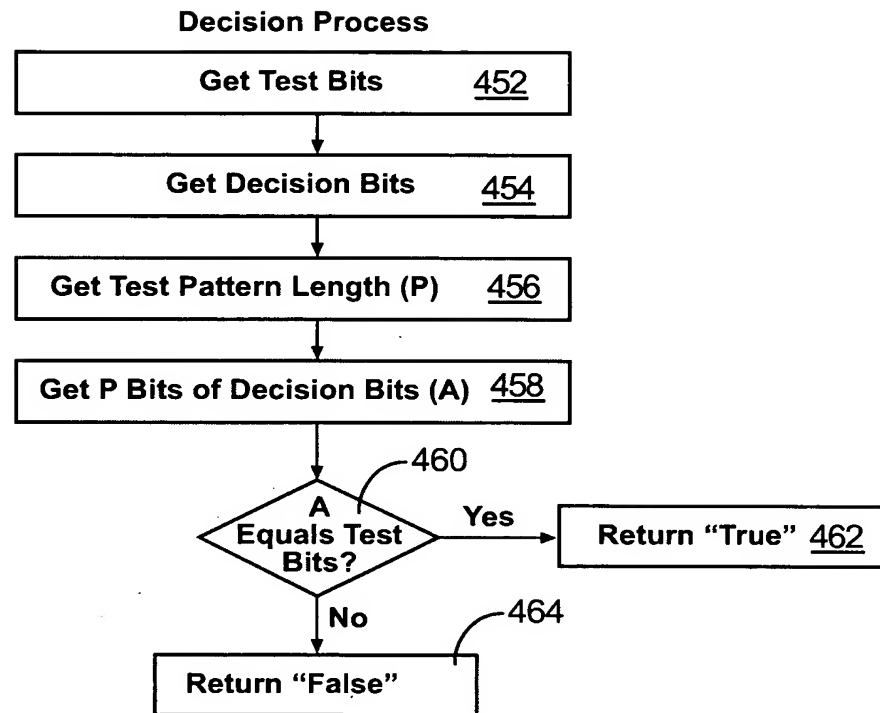 Decision Process
Get Test Bits 452
Get Decision Bits 454
Get Test Pattern Length (P) 456
Get P Bits of Decision Bits (A) 458
460
A
Equals Test
Bits?
Yes
Return “True” 462
No
464
Return “False”